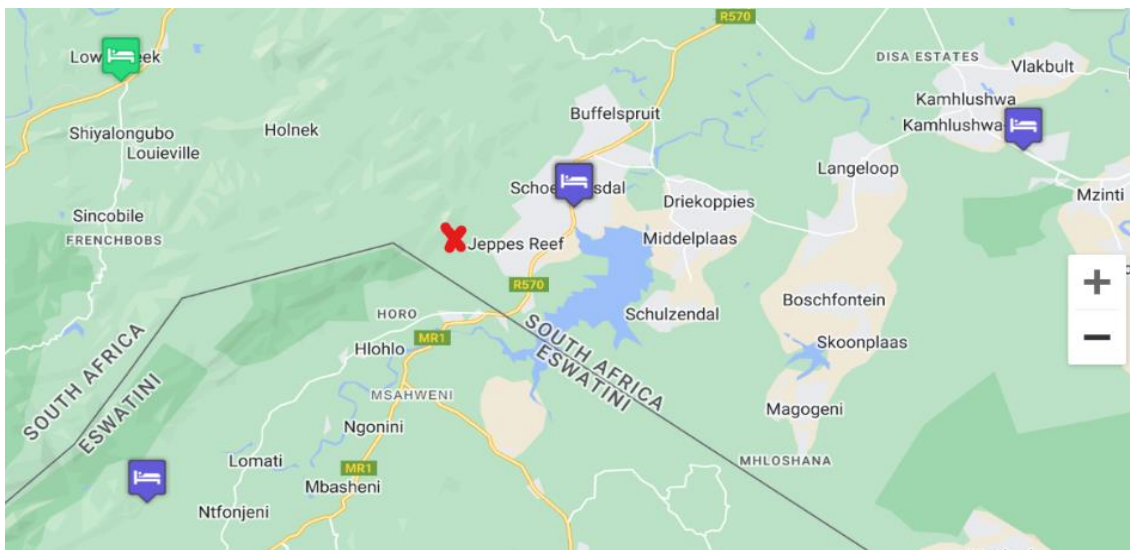 R570
DISA ESTATES
Vlakbult
Kamhlushwa
Buffelspruit
Kamhlushwa-
Holnek
Shiyalongubo
Louieville
Langeloop
Driekoppies
Mzinti
Sincobile
FRENCHBOBS
Jeppes Reef
Middelplaas
R570
+
Boschfontein
HORO
Schulzendal
SOUTH AFRICA
ESWATINI
MR1
Hlohlo
Skoonplaas
−
SOUTH AFRICA
ESWATINI
MSAHWENI
Magogeni
Ngonini
Lomati
MR1
MHLOSHANA
Mbasheni
Ntfonjeni